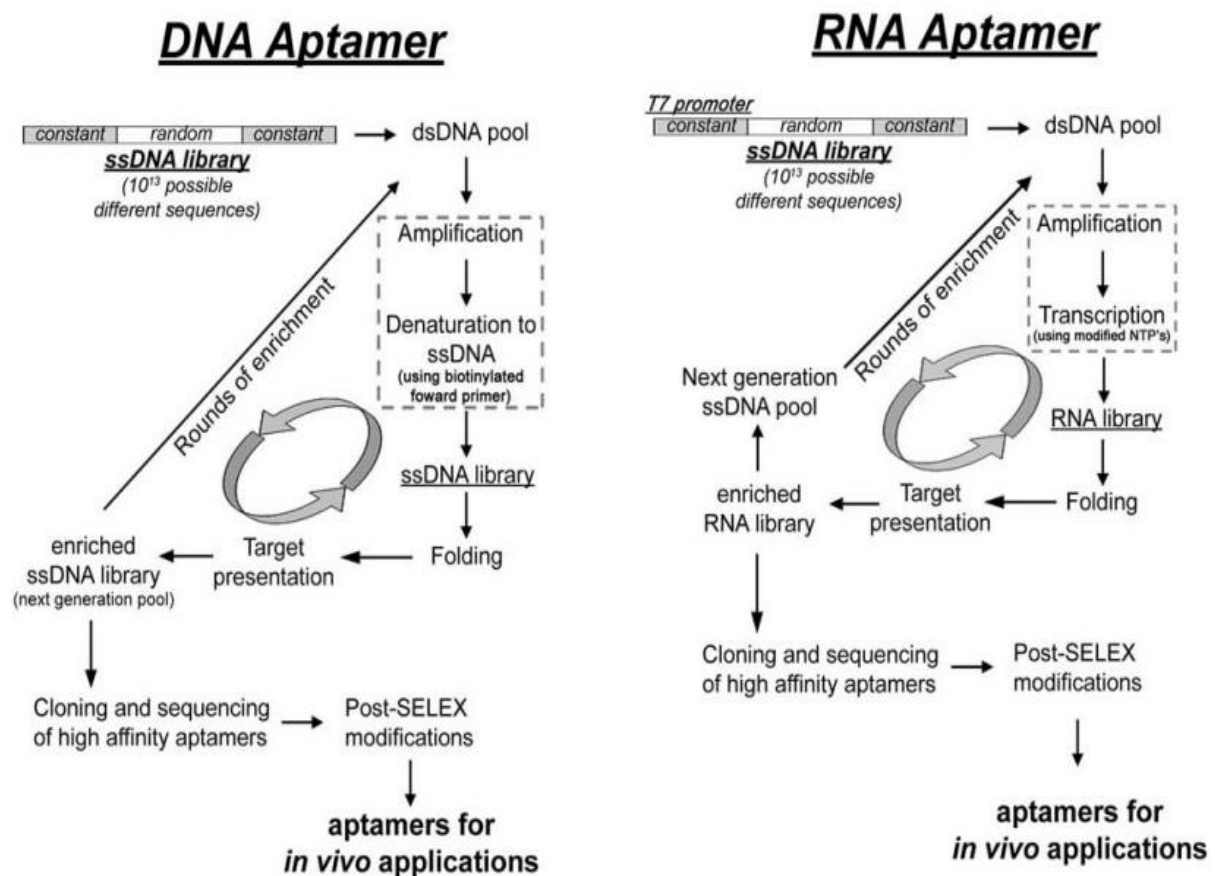 DNA Aptamer
constant random constant
ssDNA library
(10¹³ possible
different sequences)
dsDNA pool
Amplification
Denaturation to
ssDNA
(using biotinylated
foward primer)
ssDNA library
Folding
Target
presentation
enriched
ssDNA library
(next generation pool)
Rounds of enrichment
Cloning and sequencing
of high affinity aptamers
Post-SELEX
modifications
aptamers for
in vivo applications
RNA Aptamer
T7 promoter
constant random constant
ssDNA library
(10¹³ possible
different sequences)
dsDNA pool
Amplification
Transcription
(using modified NTP's)
RNA library
Folding
Target
presentation
enriched
RNA library
Next generation
ssDNA pool
Rounds of enrichment
Cloning and sequencing
of high affinity aptamers
Post-SELEX
modifications
aptamers for
in vivo applications